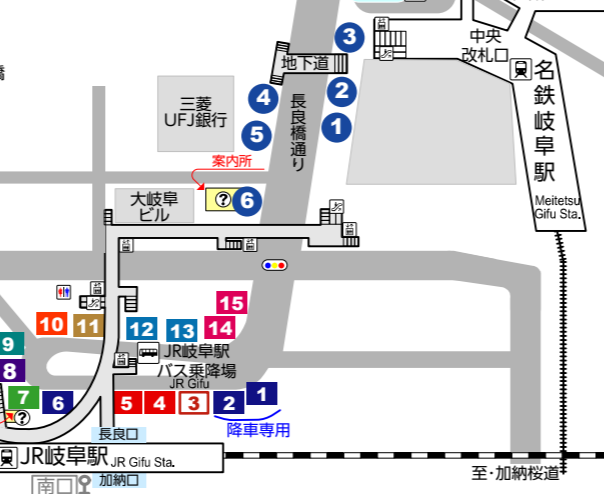 中央
改札口
名鉄岐阜駅
Meitetsu
Gifu Sta.
3
地下道
4
2
三菱
UFJ銀行
長良橋通り
5
1
案内所
大岐阜
ビル
?
6
15
10
11
12
13
14
9
JR岐阜駅
バス乗降場
JR Gifu
8
7
6
5
4
3
2
1
?
降車専用
長良口
JR岐阜駅 JR Gifu Sta.
加納口
南口
至・加納桜道